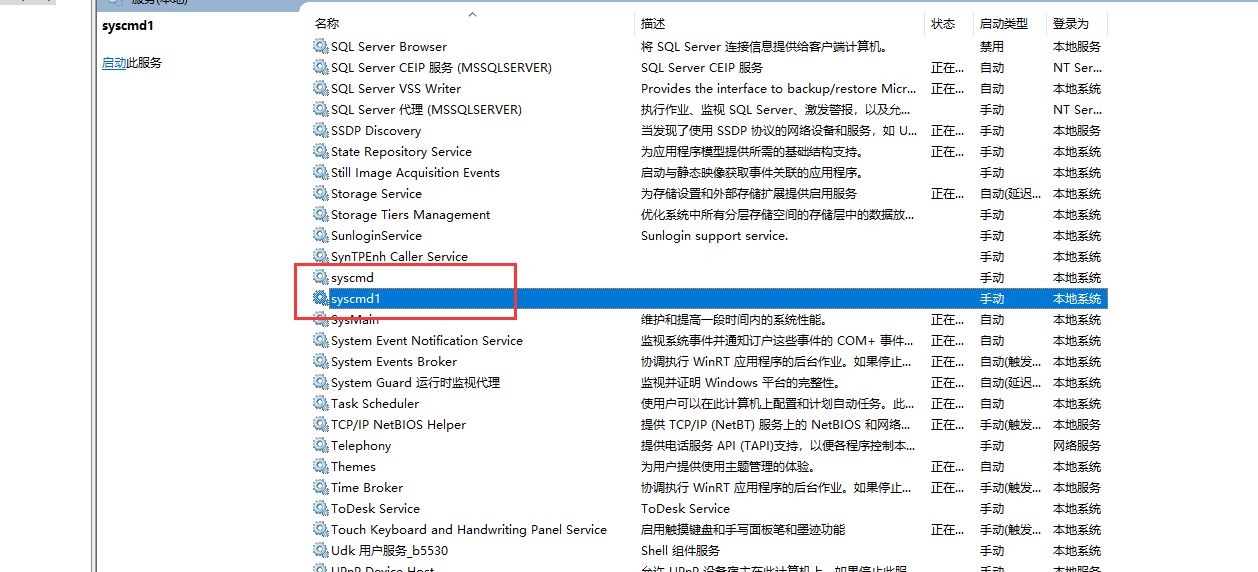 服务(本地)
syscmd1
启动此服务
名称 描述 状态 启动类型 登录为
SQL Server Browser 将 SQL Server 连接信息提供给客户端计算机。 禁用 本地服务
SQL Server CEIP 服务 (MSSQLSERVER) SQL Server CEIP 服务 正在... 自动 NT Ser...
SQL Server VSS Writer Provides the interface to backup/restore Micr... 正在... 自动 本地系统
SQL Server 代理 (MSSQLSERVER) 执行作业、监视 SQL Server、激发警报，以及允... 手动 NT Ser...
SSDP Discovery 当发现了使用 SSDP 协议的网络设备和服务，如 U... 正在... 手动 本地服务
State Repository Service 为应用程序模型提供所需的基础结构支持。 正在... 手动 本地系统
Still Image Acquisition Events 启动与静态映像获取事件关联的应用程序。 手动 本地系统
Storage Service 为存储设置和外部存储扩展提供启用服务 正在... 自动(延迟... 本地系统
Storage Tiers Management 优化系统中所有分层存储空间的存储层中的数据放... 手动 本地系统
SunloginService Sunlogin support service. 手动 本地系统
SynTPEnh Caller Service 手动 本地系统
syscmd 手动 本地系统
syscmd1 手动 本地系统
SysMain 维护和提高一段时间内的系统性能。 正在... 自动 本地系统
System Event Notification Service 监视系统事件并通知订户这些事件的 COM+ 事件... 正在... 自动 本地系统
System Events Broker 协调执行 WinRT 应用程序的后台作业。如果停止... 正在... 自动(触发... 本地系统
System Guard 运行时监视代理 监视并证明 Windows 平台的完整性。 正在... 自动(延迟... 本地系统
Task Scheduler 使用户可以在此计算机上配置和计划自动任务。此... 正在... 自动 本地系统
TCP/IP NetBIOS Helper 提供 TCP/IP (NetBT) 服务上的 NetBIOS 和网络... 正在... 手动(触发... 本地服务
Telephony 提供电话服务 API (TAPI)支持，以便各程序控制本... 手动 网络服务
Themes 为用户提供使用主题管理的体验。 正在... 自动 本地系统
Time Broker 协调执行 WinRT 应用程序的后台作业。如果停止... 正在... 手动(触发... 本地服务
ToDesk Service ToDesk Service 手动 本地系统
Touch Keyboard and Handwriting Panel Service 启用触摸键盘和手写面板笔和墨迹功能 正在... 手动(触发... 本地系统
Udk 用户服务_b5530 Shell 组件服务 手动 本地系统
UPnP Device Host 允许 UPnP 设备宿主在此计算机上。如果停止此服 手动 本地服务